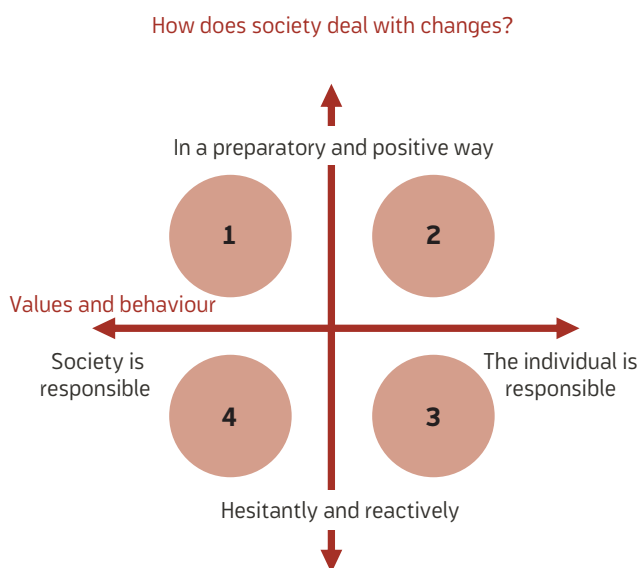 How does society deal with changes?
In a preparatory and positive way
1
2
Values and behaviour
Society is
responsible
The individual is
responsible
4
3
Hesitantly and reactively